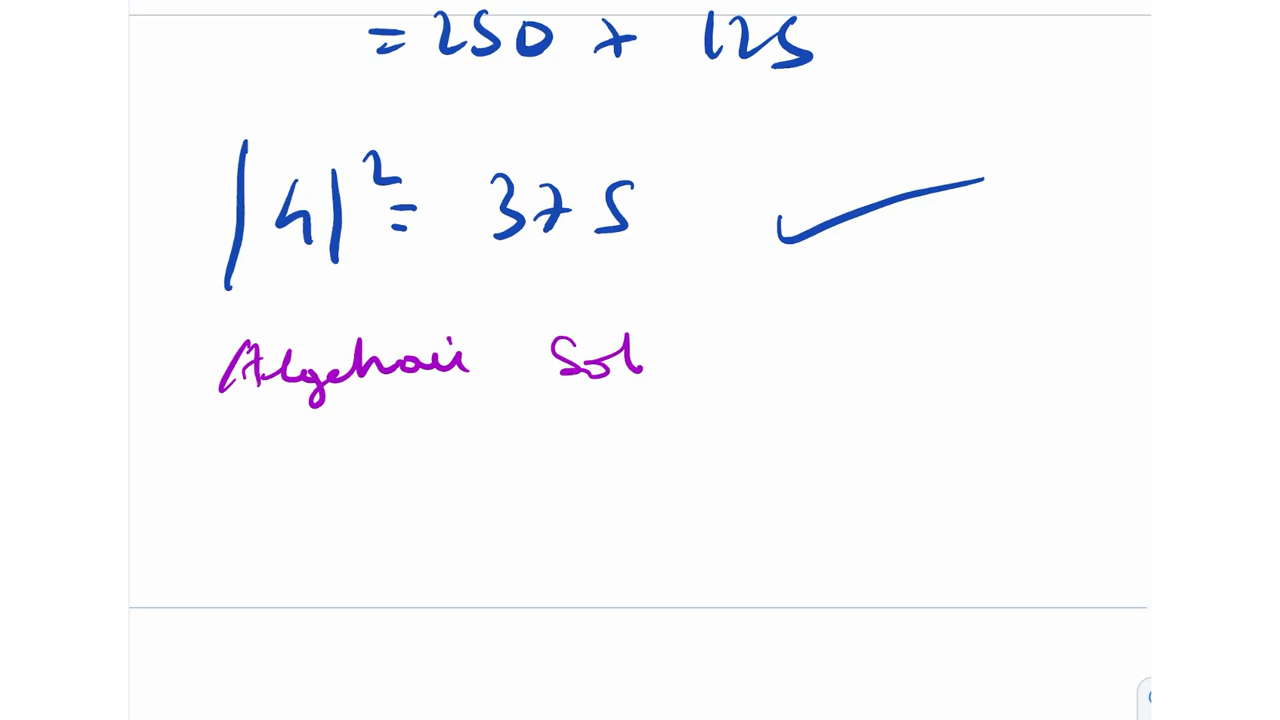 = 250 + 125
|h|² = 375
Algebraic Sol